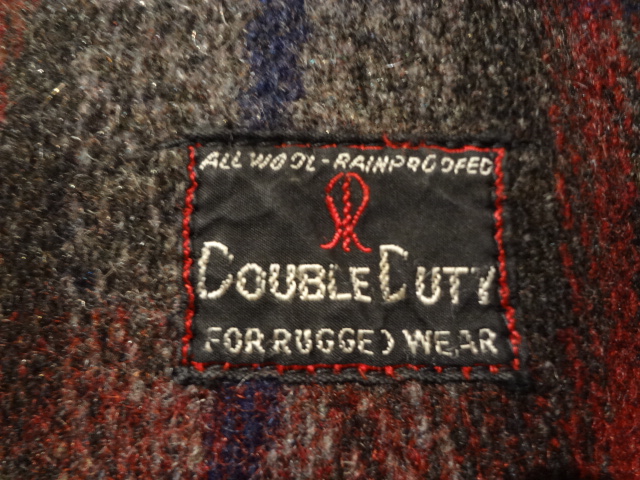 ALL WOOL-RAINPROOFED
DOUBLE DUTY
FOR RUGGED WEAR